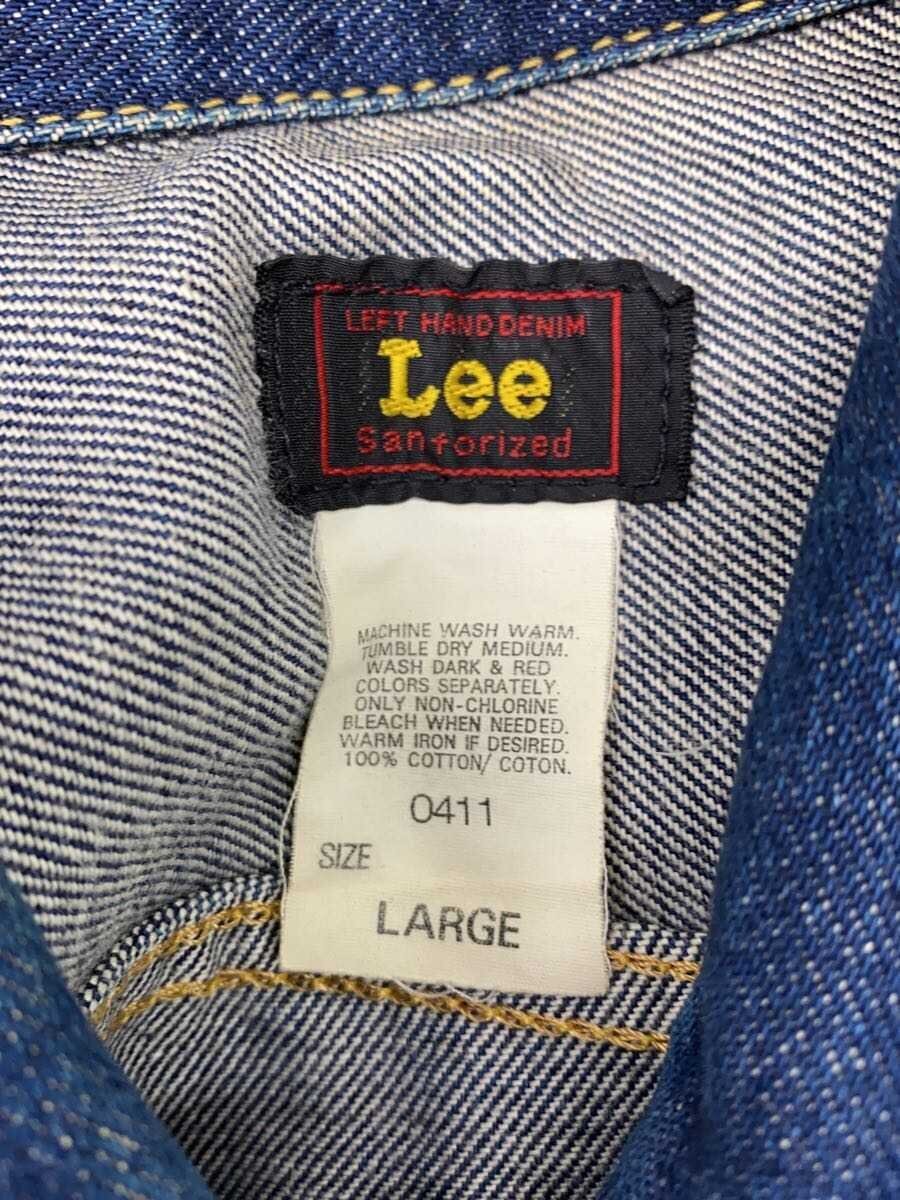 LEFT HAND DENIM
Lee
Sanforized
MACHINE WASH WARM.
TUMBLE DRY MEDIUM.
WASH DARK & RED
COLORS SEPARATELY.
ONLY NON-CHLORINE
BLEACH WHEN NEEDED.
WARM IRON IF DESIRED.
100% COTTON/ COTON.
0411
SIZE
LARGE